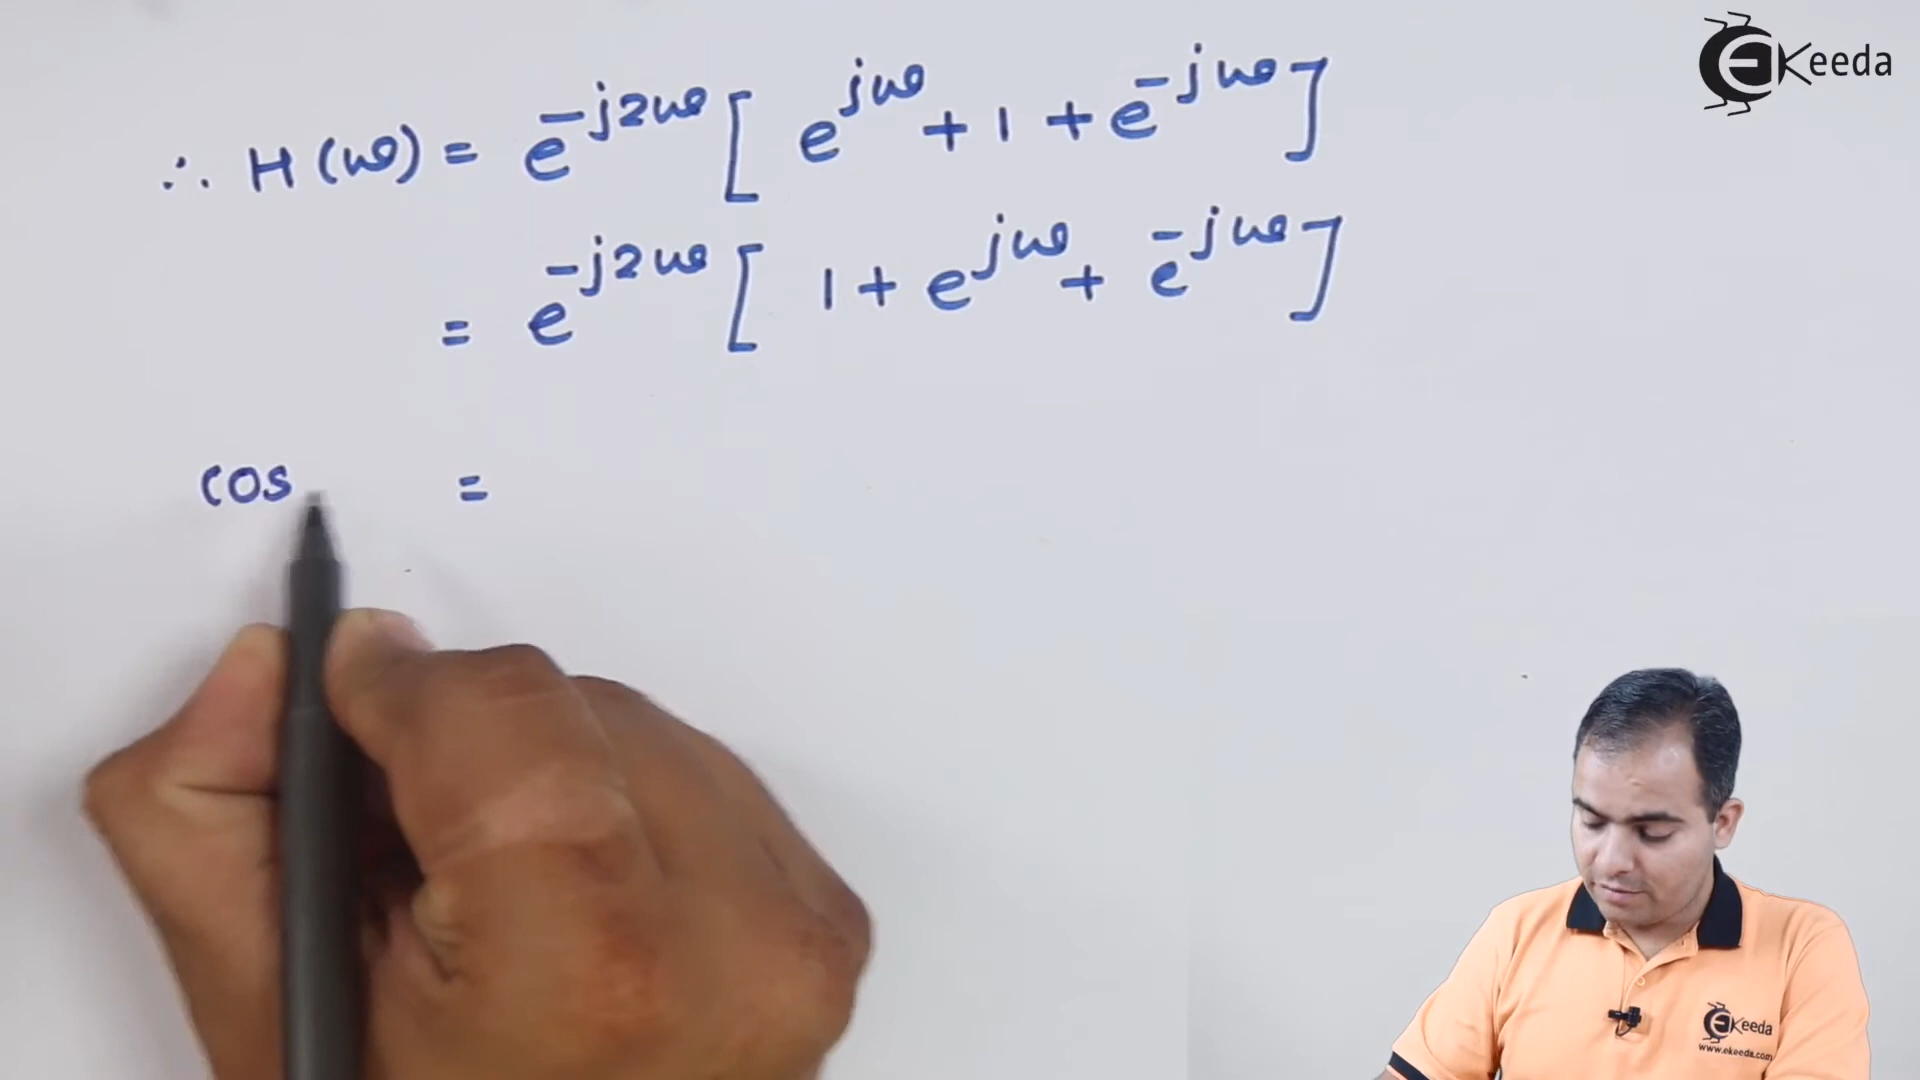 EKeeda
∴ H(ω) = e^{-j2ω} [ e^{jω} + 1 + e^{-jω} ]
= e^{-j2ω} [ 1 + e^{jω} + e^{-jω} ]
cos =
EKeeda
www.ekeeda.com